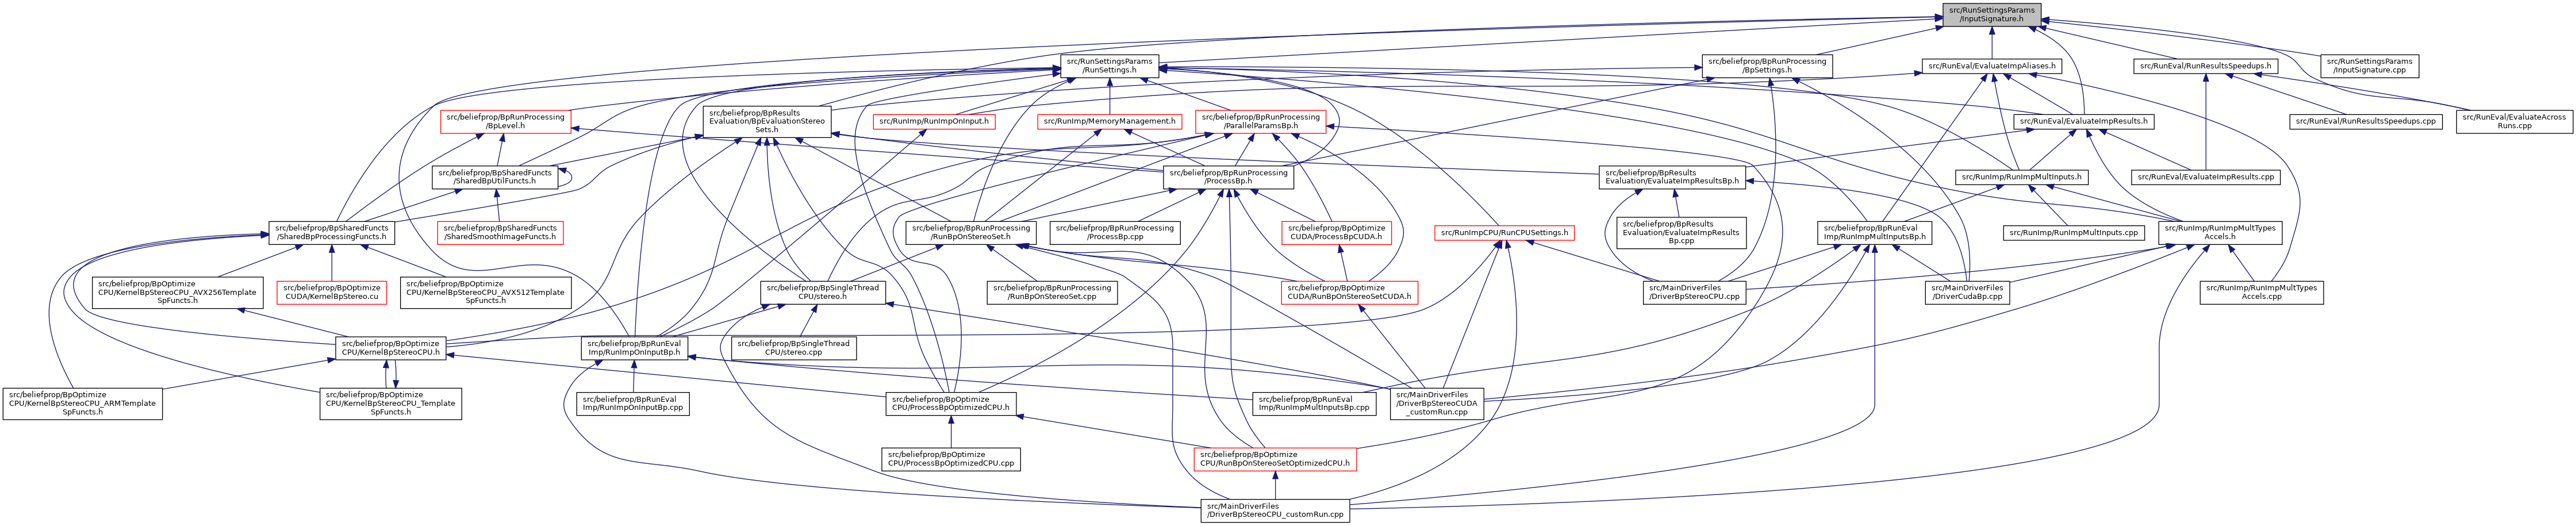 src/RunSettingsParams
/InputSignature.h
src/RunSettingsParams
/RunSettings.h
src/beliefprop/BpRunProcessing
/BpSettings.h
src/RunEval/EvaluateImpAliases.h
src/RunEval/RunResultsSpeedups.h
src/RunSettingsParams
/InputSignature.cpp
src/beliefprop/BpRunProcessing
/BpLevel.h
src/beliefprop/BpResults
Evaluation/BpEvaluationStereo
Sets.h
src/RunImp/RunImpOnInput.h
src/RunImp/MemoryManagement.h
src/beliefprop/BpRunProcessing
/ParallelParamsBp.h
src/RunEval/EvaluateImpResults.h
src/RunEval/RunResultsSpeedups.cpp
src/RunEval/EvaluateAcross
Runs.cpp
src/beliefprop/BpSharedFuncts
/SharedBpUtilFuncts.h
src/beliefprop/BpRunProcessing
/ProcessBp.h
src/beliefprop/BpResults
Evaluation/EvaluateImpResultsBp.h
src/RunImp/RunImpMultInputs.h
src/RunEval/EvaluateImpResults.cpp
src/beliefprop/BpSharedFuncts
/SharedBpProcessingFuncts.h
src/beliefprop/BpSharedFuncts
/SharedSmoothImageFuncts.h
src/beliefprop/BpRunProcessing
/RunBpOnStereoSet.h
src/beliefprop/BpRunProcessing
/ProcessBp.cpp
src/beliefprop/BpOptimize
CUDA/ProcessBpCUDA.h
src/RunImpCPU/RunCPUSettings.h
src/beliefprop/BpResults
Evaluation/EvaluateImpResults
Bp.cpp
src/beliefprop/BpRunEval
Imp/RunImpMultInputsBp.h
src/RunImp/RunImpMultInputs.cpp
src/RunImp/RunImpMultTypes
Accels.h
src/beliefprop/BpOptimize
CPU/KernelBpStereoCPU_AVX256Template
SpFuncts.h
src/beliefprop/BpOptimize
CUDA/KernelBpStereo.cu
src/beliefprop/BpOptimize
CPU/KernelBpStereoCPU_AVX512Template
SpFuncts.h
src/beliefprop/BpSingleThread
CPU/stereo.h
src/beliefprop/BpRunProcessing
/RunBpOnStereoSet.cpp
src/beliefprop/BpOptimize
CUDA/RunBpOnStereoSetCUDA.h
src/MainDriverFiles
/DriverBpStereoCPU.cpp
src/MainDriverFiles
/DriverCudaBp.cpp
src/RunImp/RunImpMultTypes
Accels.cpp
src/beliefprop/BpOptimize
CPU/KernelBpStereoCPU.h
src/beliefprop/BpRunEval
Imp/RunImpOnInputBp.h
src/beliefprop/BpSingleThread
CPU/stereo.cpp
src/beliefprop/BpOptimize
CPU/KernelBpStereoCPU_ARMTemplate
SpFuncts.h
src/beliefprop/BpOptimize
CPU/KernelBpStereoCPU_Template
SpFuncts.h
src/beliefprop/BpRunEval
Imp/RunImpOnInputBp.cpp
src/beliefprop/BpOptimize
CPU/ProcessBpOptimizedCPU.h
src/beliefprop/BpRunEval
Imp/RunImpMultInputsBp.cpp
src/MainDriverFiles
/DriverBpStereoCUDA
_customRun.cpp
src/beliefprop/BpOptimize
CPU/ProcessBpOptimizedCPU.cpp
src/beliefprop/BpOptimize
CPU/RunBpOnStereoSetOptimizedCPU.h
src/MainDriverFiles
/DriverBpStereoCPU_customRun.cpp